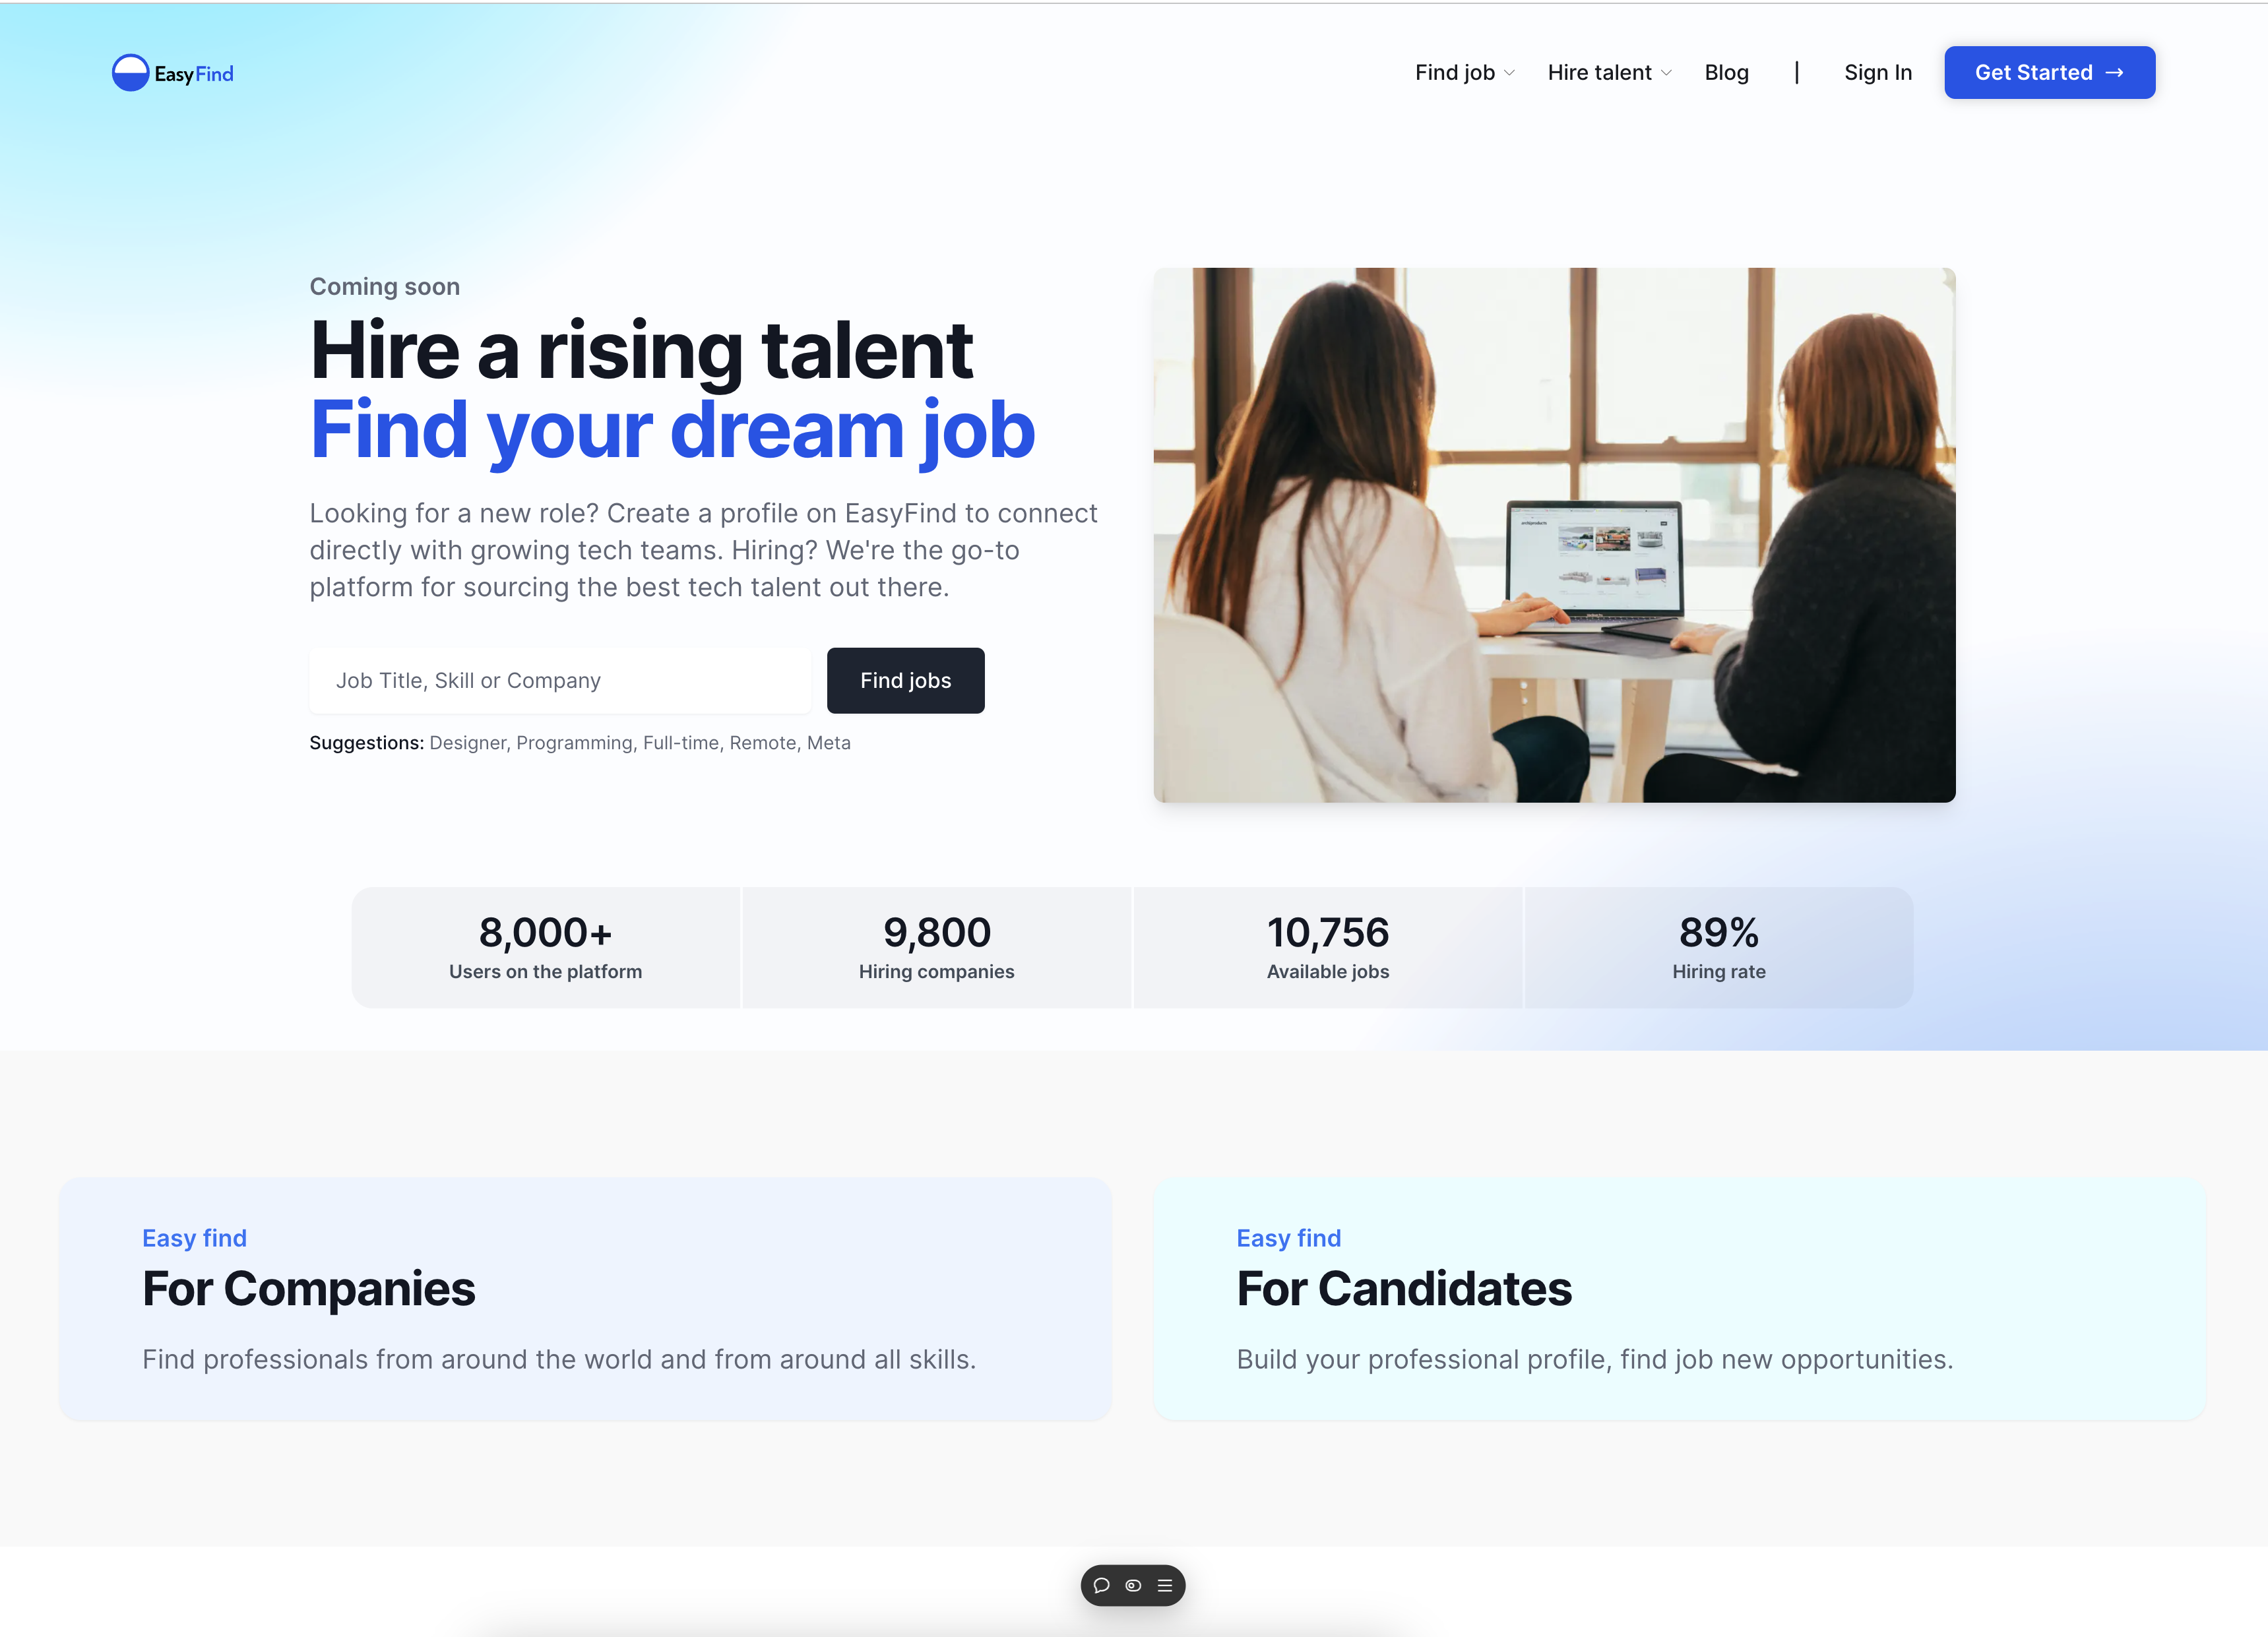 EasyFind
Find job
Hire talent
Blog
|
Sign In
Get Started →
Coming soon
Hire a rising talent
Find your dream job
Looking for a new role? Create a profile on EasyFind to connect
directly with growing tech teams. Hiring? We're the go-to
platform for sourcing the best tech talent out there.
Job Title, Skill or Company
Find jobs
Suggestions: Designer, Programming, Full-time, Remote, Meta
8,000+
Users on the platform
9,800
Hiring companies
10,756
Available jobs
89%
Hiring rate
Easy find
For Companies
Find professionals from around the world and from around all skills.
Easy find
For Candidates
Build your professional profile, find job new opportunities.